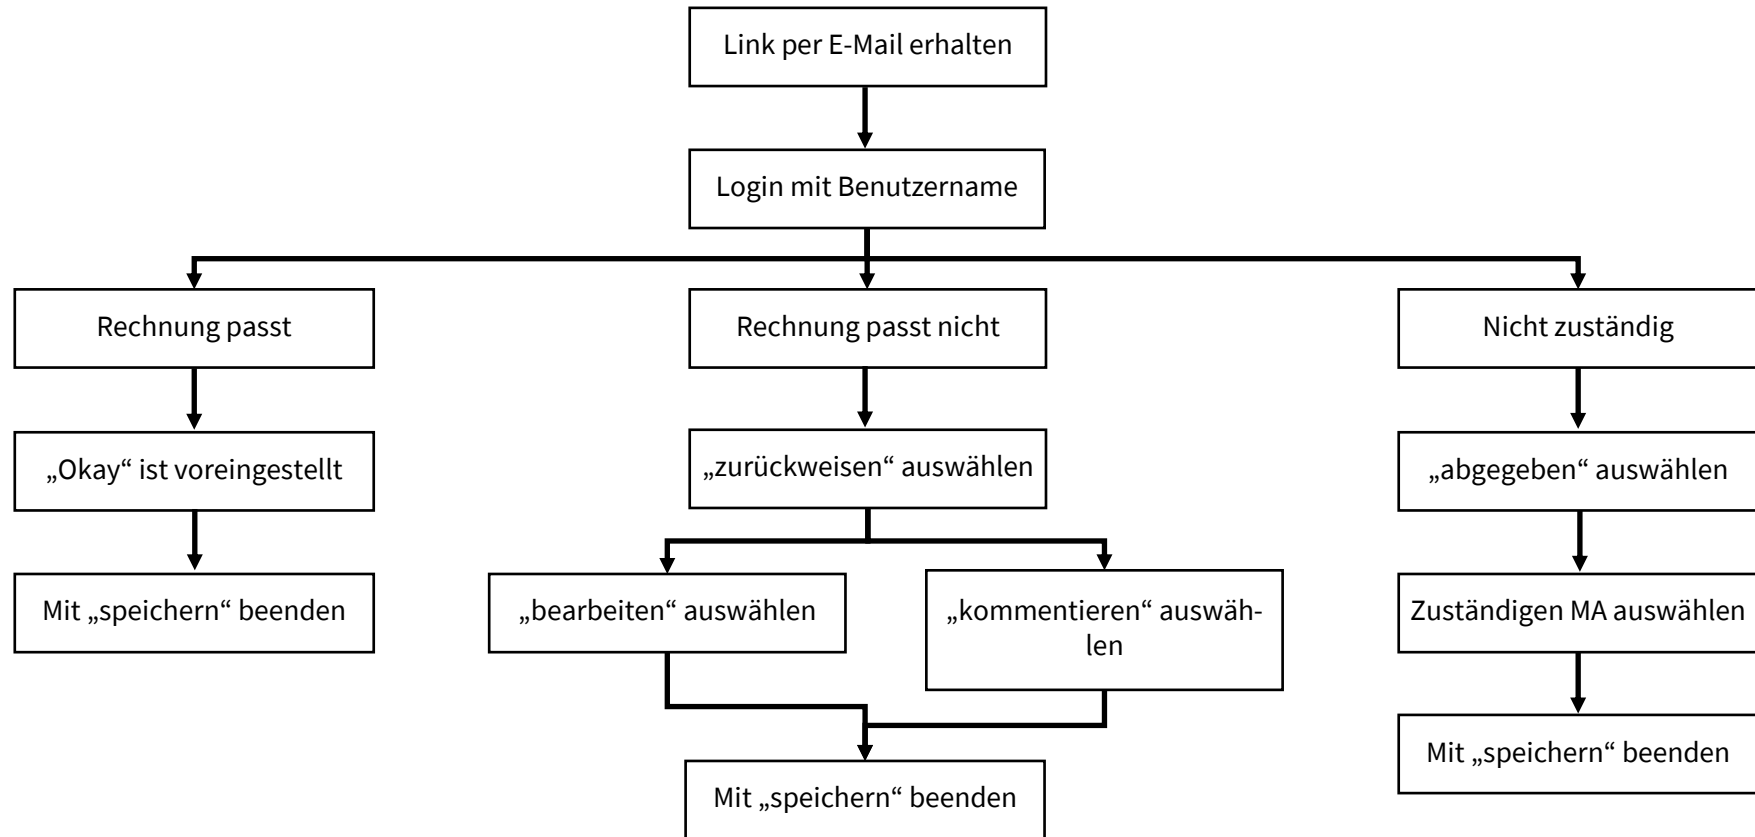 Link per E-Mail erhalten
Login mit Benutzername
Rechnung passt
Rechnung passt nicht
Nicht zuständig
„Okay“ ist voreingestellt
„zurückweisen“ auswählen
„abgegeben“ auswählen
Mit „speichern“ beenden
„bearbeiten“ auswählen
„kommentieren“ auswäh-
len
Zuständigen MA auswählen
Mit „speichern“ beenden
Mit „speichern“ beenden